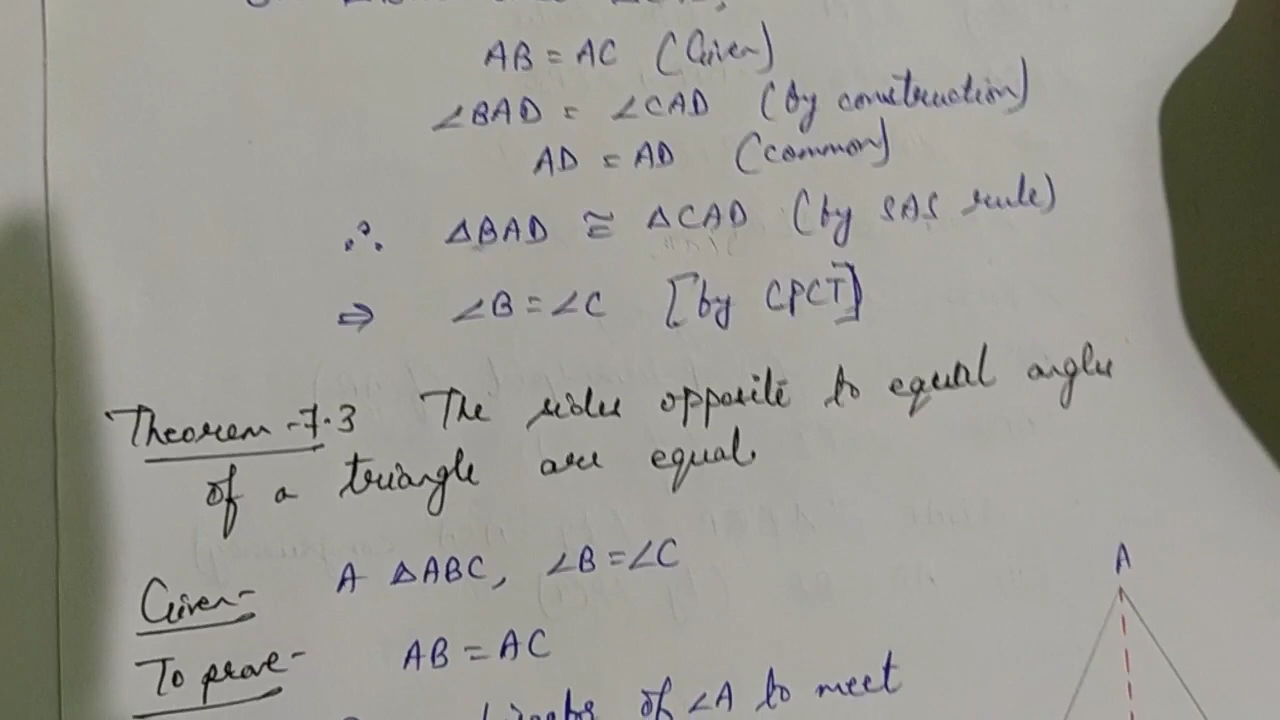 AB = AC (Given)
∠BAD = ∠CAD (by construction)
AD = AD (common)
∴ ΔBAD ≅ ΔCAD (by SAS rule)
⇒ ∠B = ∠C [by CPCT]
Theorem-7.3 The sides opposite to equal angles
of a triangle are equal.
Given- A ΔABC, ∠B = ∠C
A
To prove- AB = AC
of ∠A to meet